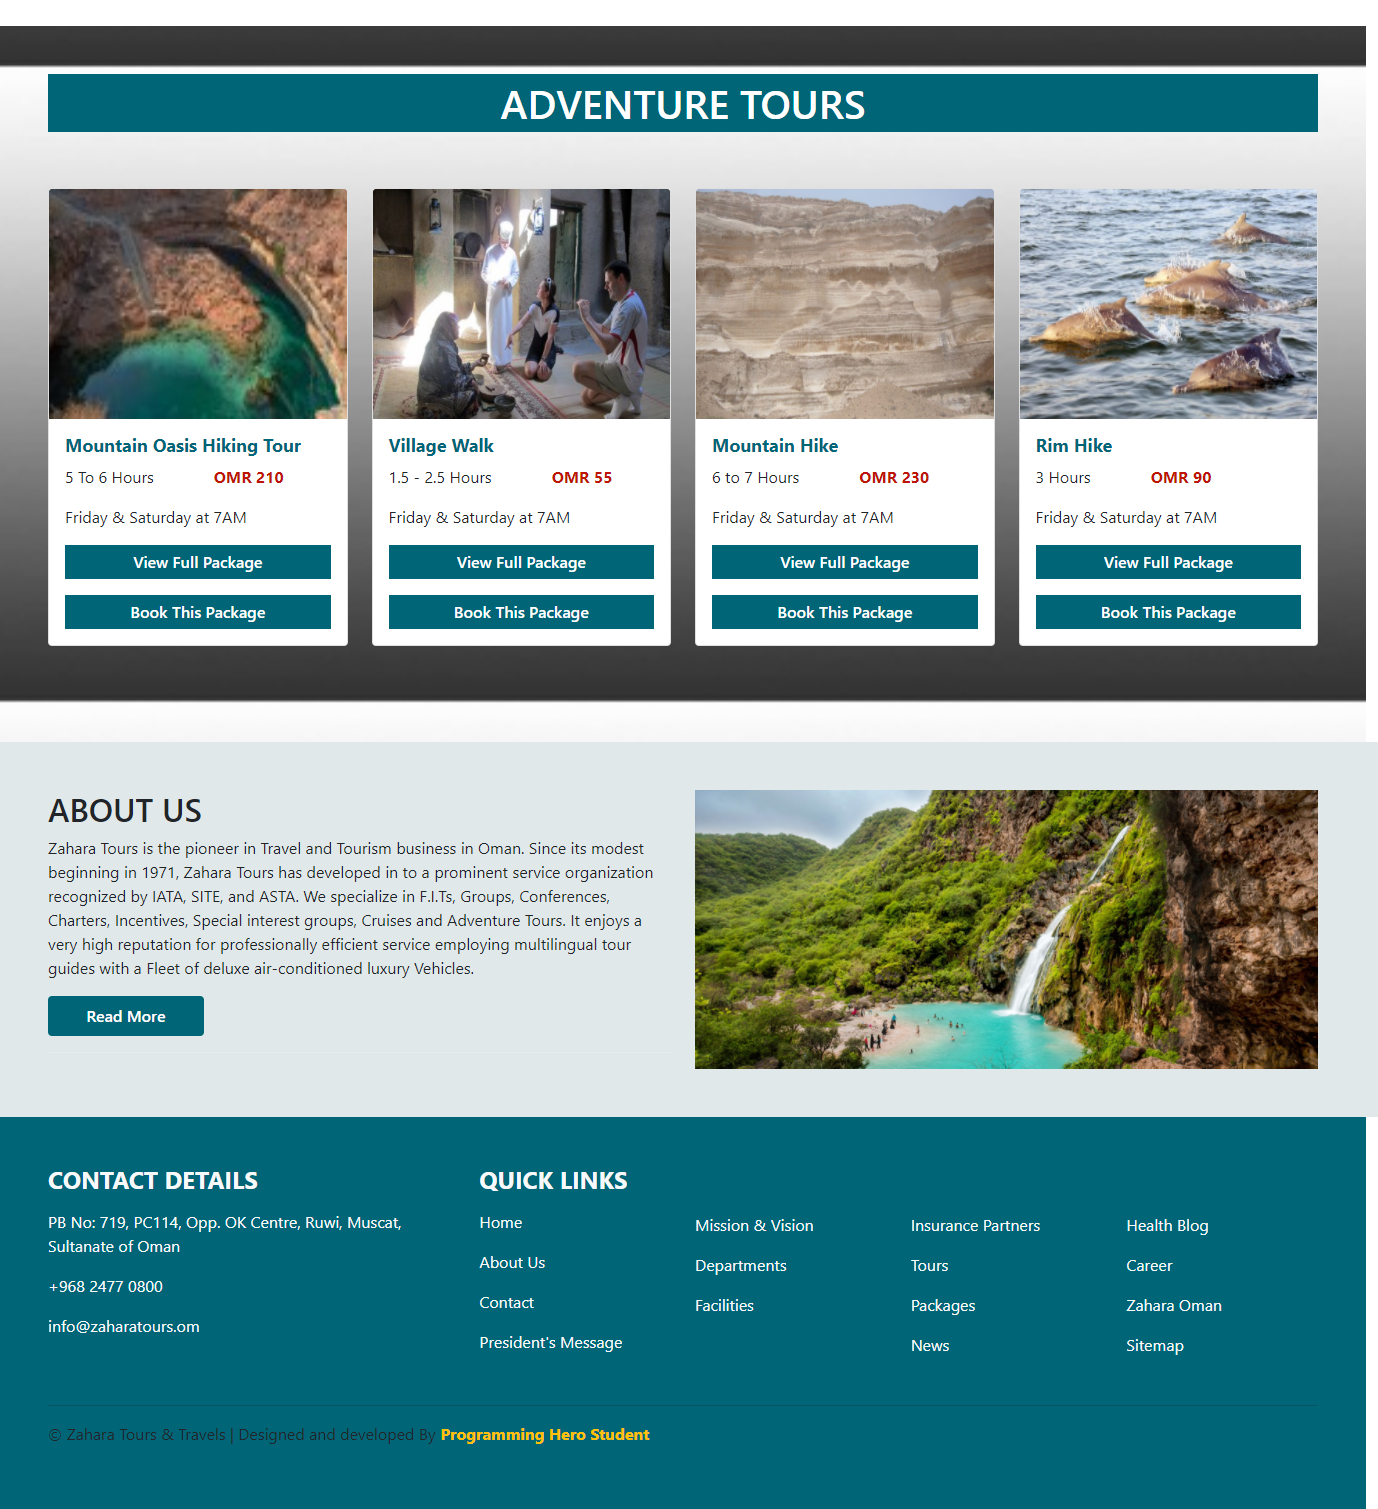 ADVENTURE TOURS
Mountain Oasis Hiking Tour
5 To 6 Hours OMR 210
Friday & Saturday at 7AM
View Full Package
Book This Package
Village Walk
1.5 - 2.5 Hours OMR 55
Friday & Saturday at 7AM
View Full Package
Book This Package
Mountain Hike
6 to 7 Hours OMR 230
Friday & Saturday at 7AM
View Full Package
Book This Package
Rim Hike
3 Hours OMR 90
Friday & Saturday at 7AM
View Full Package
Book This Package
ABOUT US
Zahara Tours is the pioneer in Travel and Tourism business in Oman. Since its modest
beginning in 1971, Zahara Tours has developed in to a prominent service organization
recognized by IATA, SITE, and ASTA. We specialize in F.I.Ts, Groups, Conferences,
Charters, Incentives, Special interest groups, Cruises and Adventure Tours. It enjoys a
very high reputation for professionally efficient service employing multilingual tour
guides with a Fleet of deluxe air-conditioned luxury Vehicles.
Read More
CONTACT DETAILS
PB No: 719, PC114, Opp. OK Centre, Ruwi, Muscat,
Sultanate of Oman
+968 2477 0800
info@zaharatours.om
QUICK LINKS
Home
About Us
Contact
President's Message
Mission & Vision
Departments
Facilities
Insurance Partners
Tours
Packages
News
Health Blog
Career
Zahara Oman
Sitemap
© Zahara Tours & Travels | Designed and developed By Programming Hero Student